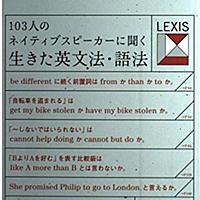 103人の
ネイティブスピーカーに聞く
生きた英文法・語法
LEXIS
be different に続く前置詞は from か than か to か。
「自転車を盗まれる」は
get my bike stolen か have my bike stolen か。
「～しないではいられない」は
cannot help doing か cannot but do か。
「BよりAを好む」を表す比較級は
like A more than B とは言わないか。
She promised Philip to go to London. と言えるか。